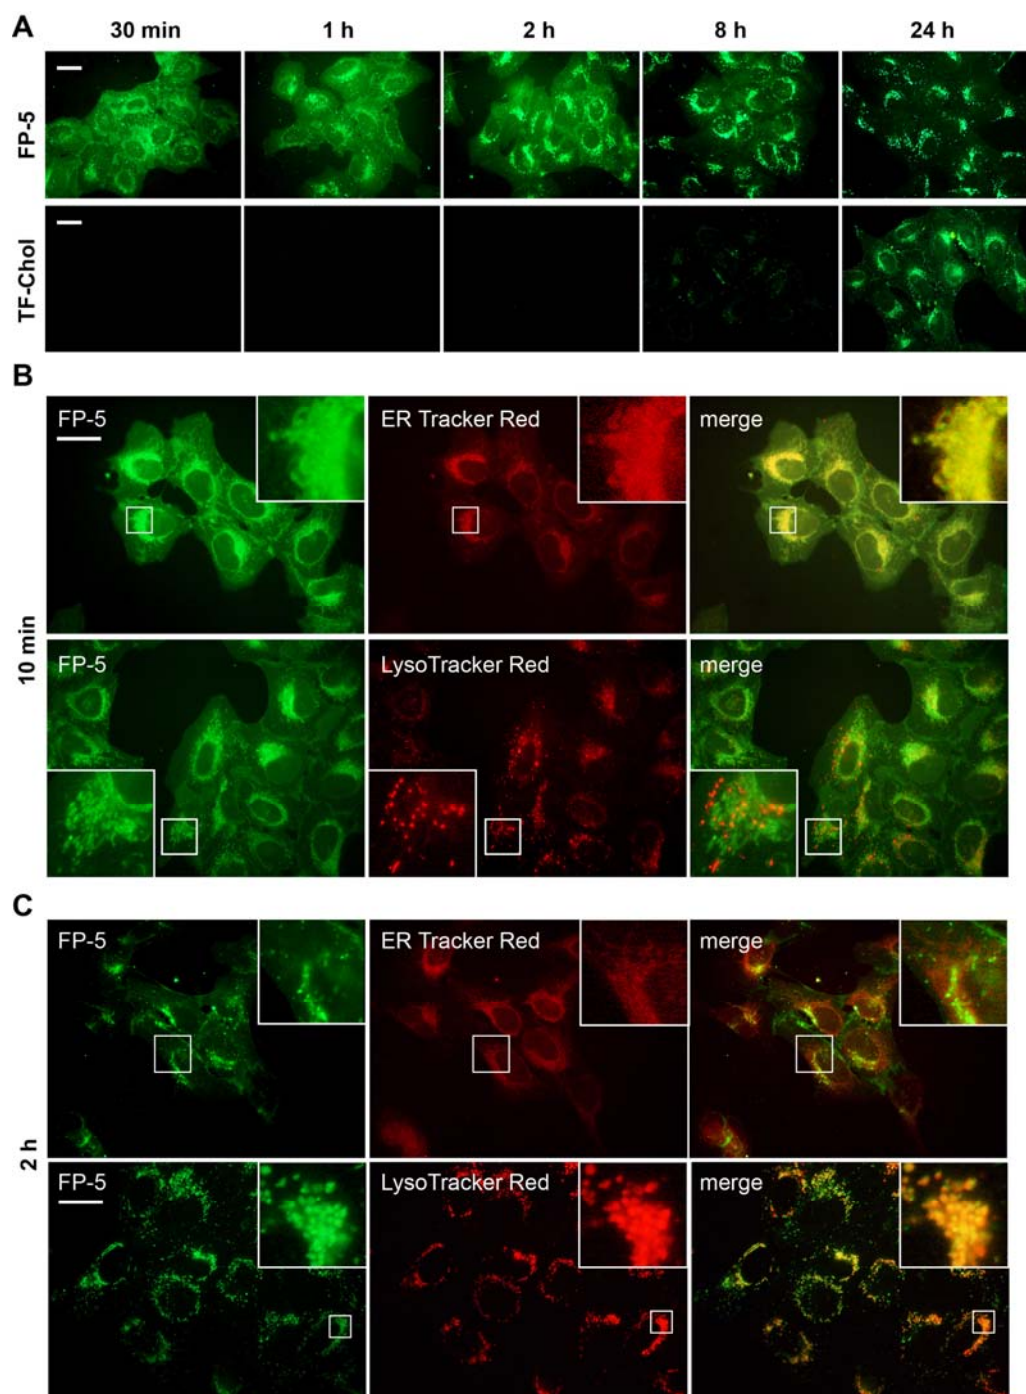 A
30 min 1 h 2 h 8 h 24 h
FP-5
TF-Chol
B
10 min
FP-5 ER Tracker Red merge
FP-5 LysoTracker Red merge
C
2 h
FP-5 ER Tracker Red merge
FP-5 LysoTracker Red merge